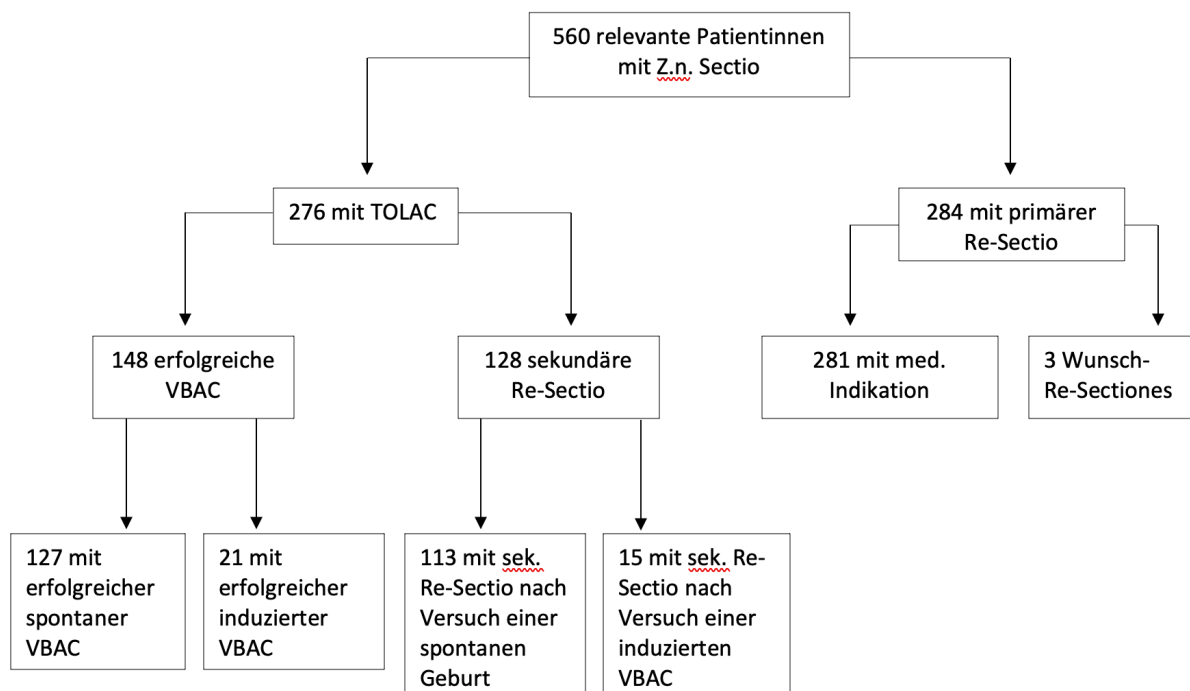 560 relevante Patientinnen
mit Z.n. Sectio
276 mit TOLAC
284 mit primärer
Re-Sectio
148 erfolgreiche
VBAC
128 sekundäre
Re-Sectio
281 mit med.
Indikation
3 Wunsch-
Re-Sectiones
127 mit
erfolgreicher
spontaner
VBAC
21 mit
erfolgreicher
induzierter
VBAC
113 mit sek.
Re-Sectio nach
Versuch einer
spontanen
Geburt
15 mit sek. Re-
Sectio nach
Versuch einer
induzierten
VBAC